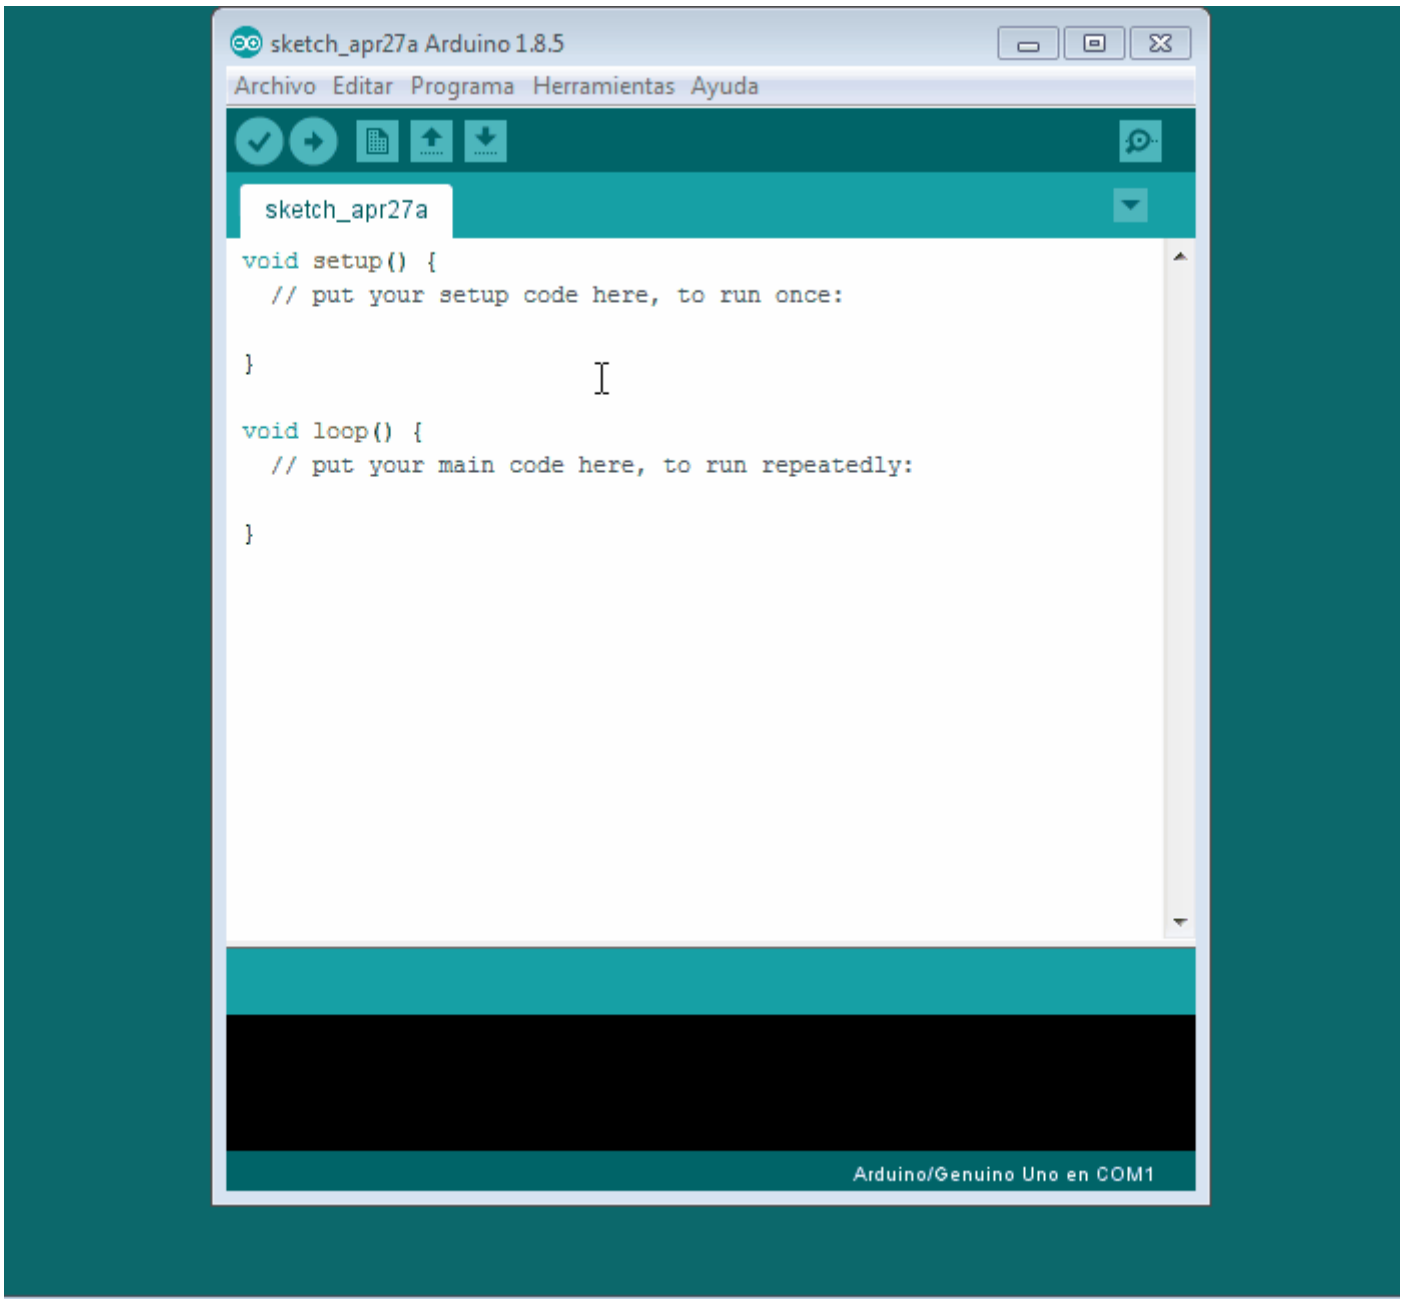 sketch_apr27a Arduino 1.8.5
Archivo Editar Programa Herramientas Ayuda
sketch_apr27a
void setup() {
  // put your setup code here, to run once:
}
void loop() {
  // put your main code here, to run repeatedly:
}
Arduino/Genuino Uno en COM1